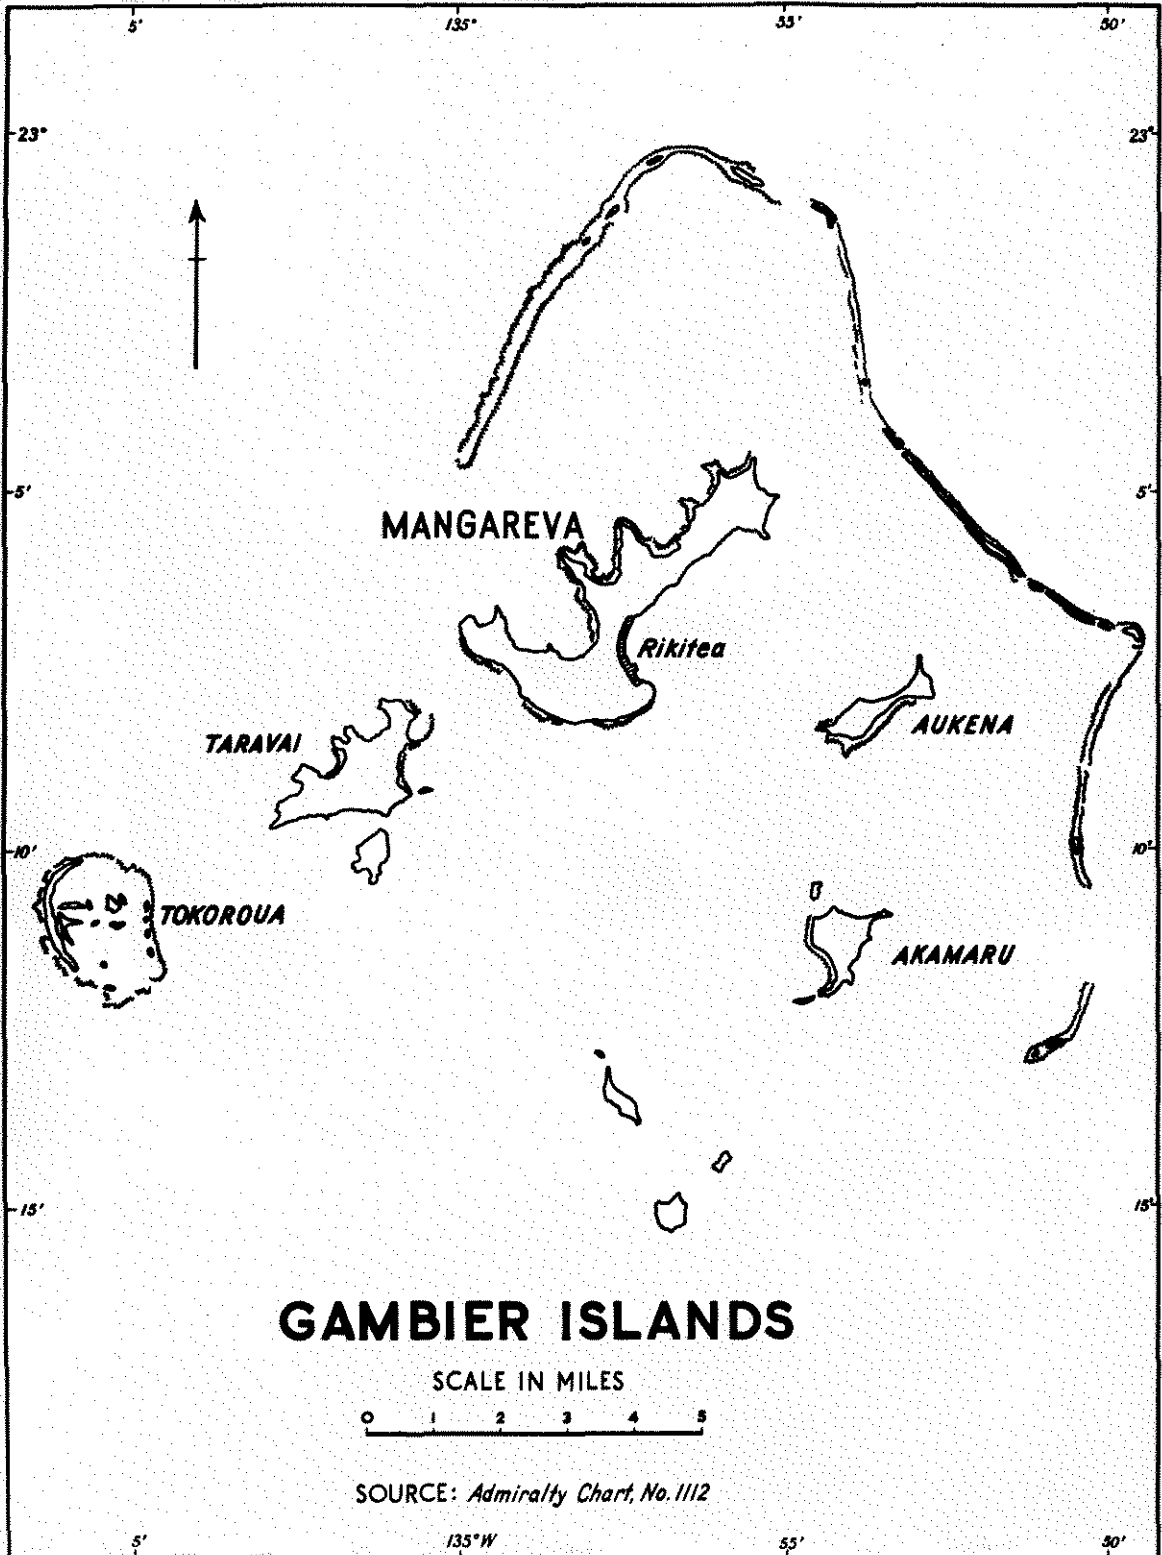 5' 135° 55' 50'
23° 23°
5' 5'
MANGAREVA
Rikitea
AUKENA
TARAVAI
10' 10'
TOKOROUA
AKAMARU
15' 15'
GAMBIER ISLANDS
SCALE IN MILES
0 1 2 3 4 5
SOURCE: Admiralty Chart, No. 1112
5' 135° W 55' 50'